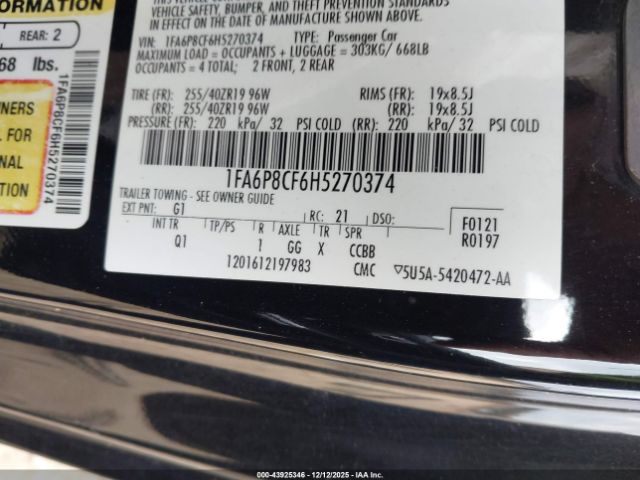 ORMATION
REAR: 2
68 lbs.
NERS
L FOR
NAL
ION
1FA6P8CF6H5270374
VEHICLE SAFETY, BUMPER, AND THEFT PREVENTION STANDARDS
IN EFFECT ON THE DATE OF MANUFACTURE SHOWN ABOVE.
VIN: 1FA6P8CF6H5270374 TYPE: Passenger Car
MAXIMUM LOAD = OCCUPANTS + LUGGAGE = 303KG/ 668LB
OCCUPANTS = 4 TOTAL; 2 FRONT, 2 REAR
TIRE (FR): 255/40ZR19 96W RIMS (FR): 19x8.5J
(RR): 255/40ZR19 96W (RR): 19x8.5J
PRESSURE (FR): 220 kPa/ 32 PSI COLD (RR): 220 kPa/ 32 PSI COLD
1FA6P8CF6H5270374
TRAILER TOWING - SEE OWNER GUIDE
EXT PNT: G1 RC: 21 DSO: F0121
INT TR TP/PS R AXLE TR SPR R0197
Q1 1 GG X CCBB
1201612197983 CMC 5U5A-5420472-AA
00-43925346 - 12/12/2025 - IAAI.CA